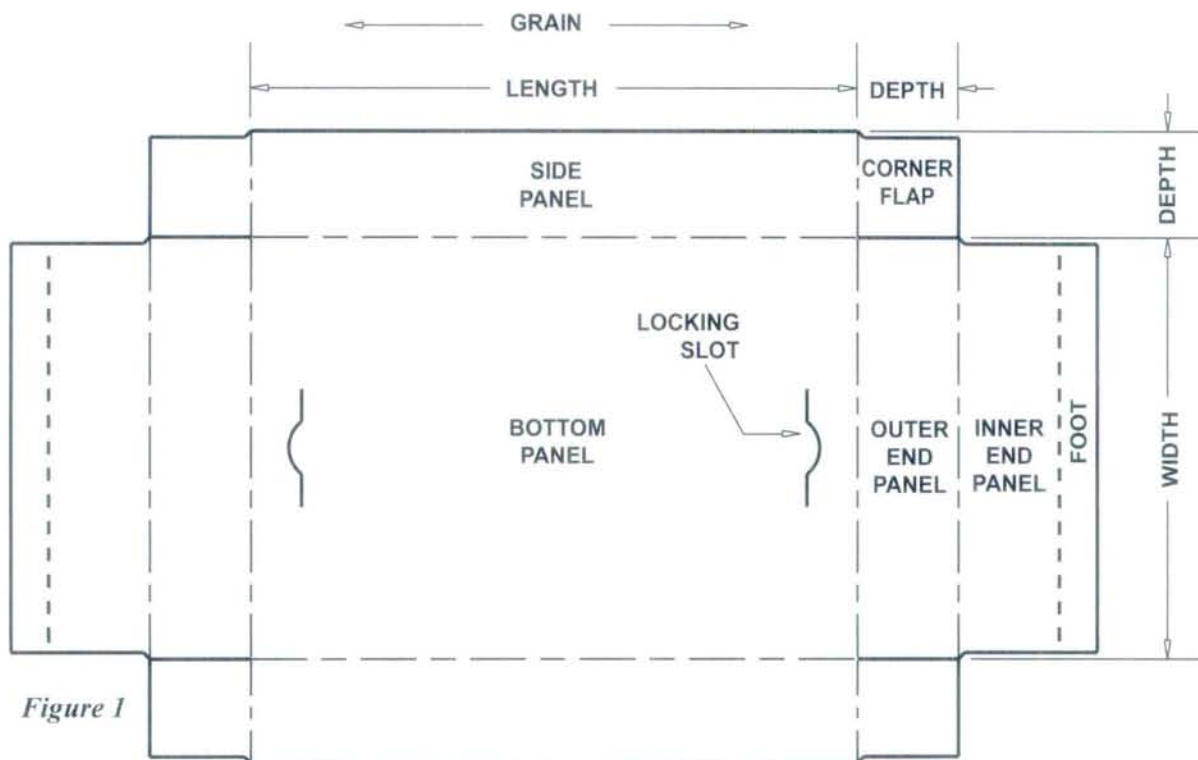 GRAIN
LENGTH
DEPTH
SIDE
PANEL
CORNER
FLAP
DEPTH
LOCKING
SLOT
BOTTOM
PANEL
OUTER
END
PANEL
INNER
END
PANEL
FOOT
WIDTH
Figure 1